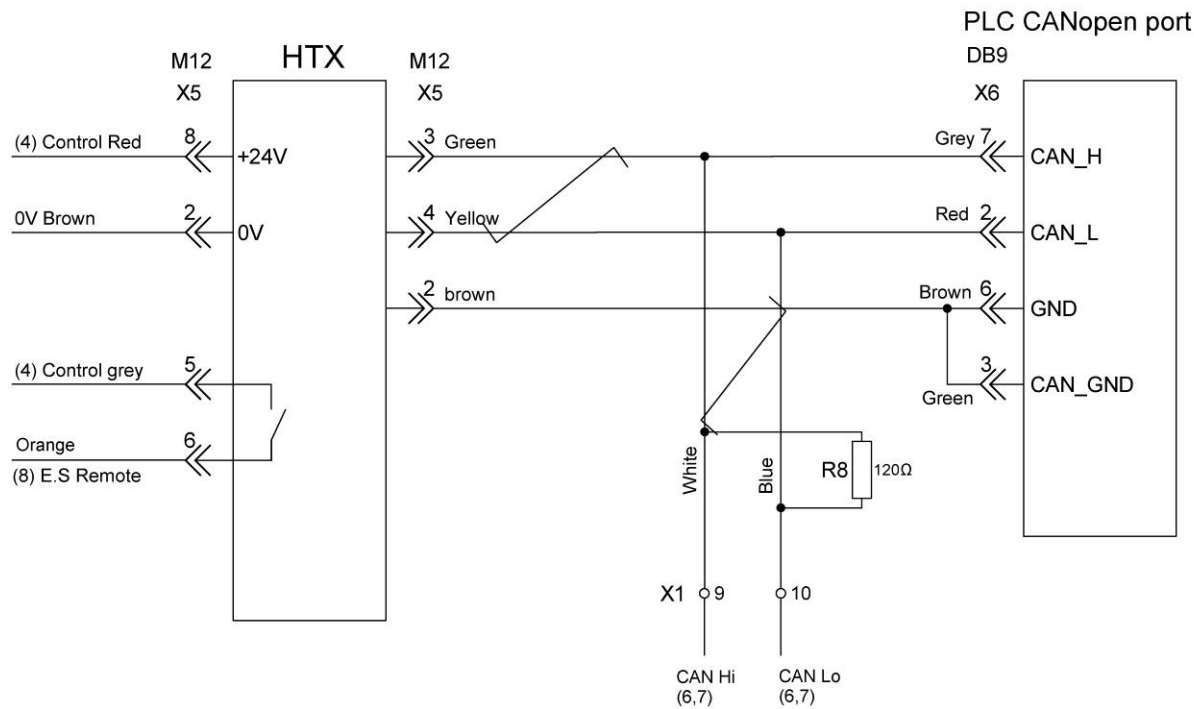 PLC CANopen port
M12
HTX
M12
DB9
X5
X5
X6
(4) Control Red
8
+24V
3
Green
Grey
7
CAN_H
0V Brown
2
0V
4
Yellow
Red
2
CAN_L
2
brown
Brown
6
GND
(4) Control grey
5
3
Green
CAN_GND
Orange
6
(8) E.S Remote
White
Blue
R8
120Ω
X1
9
10
CAN Hi
(6,7)
CAN Lo
(6,7)